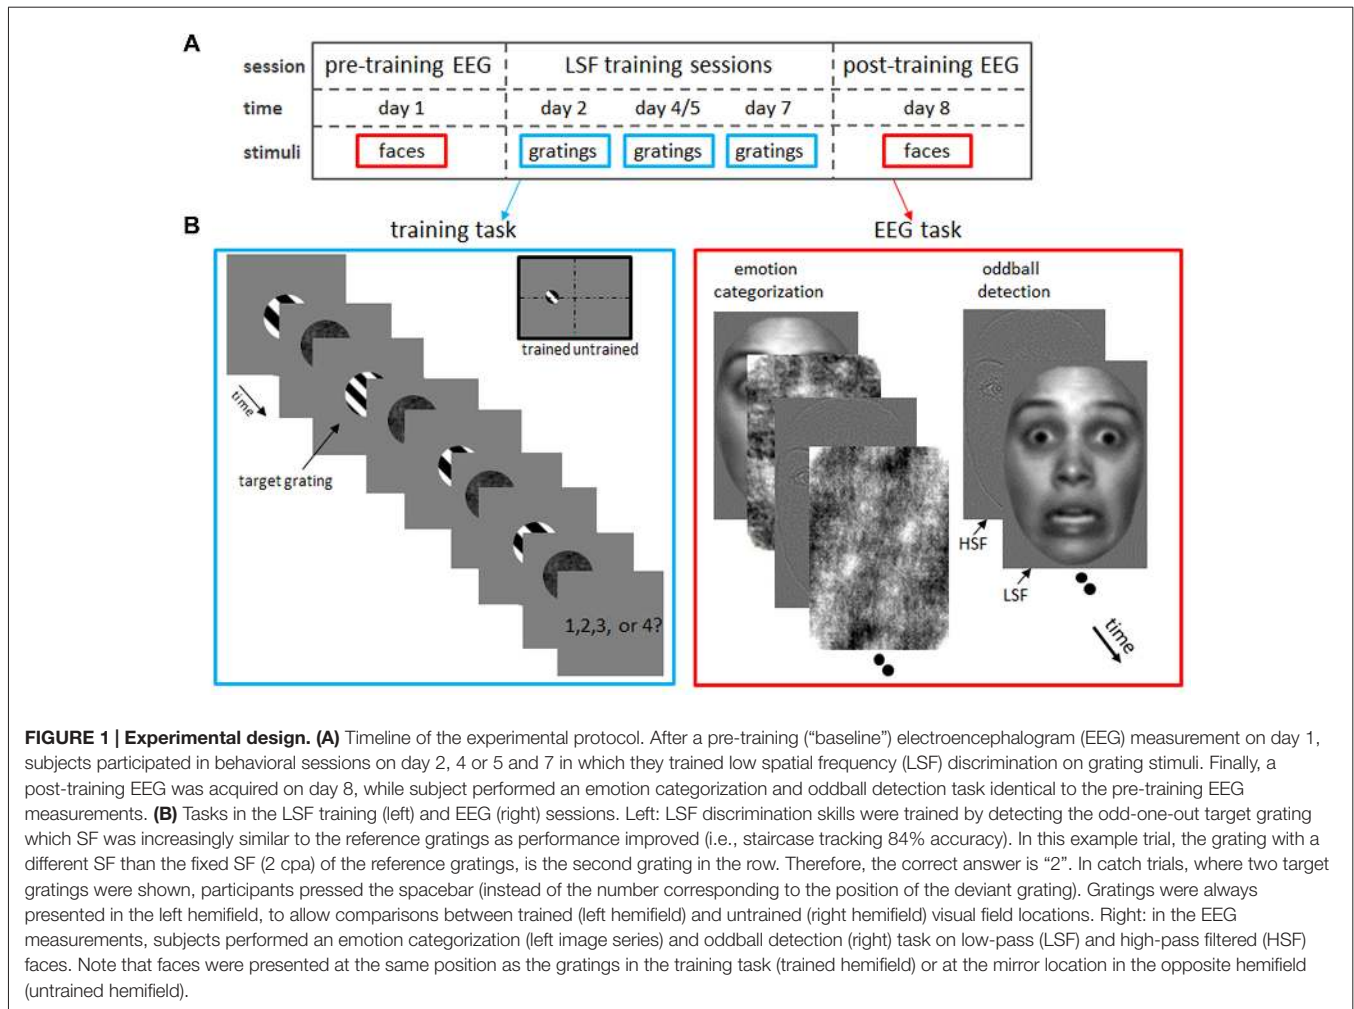 A
session pre-training EEG LSF training sessions post-training EEG
time day 1 day 2 day 4/5 day 7 day 8
stimuli faces gratings gratings gratings faces
B
training task EEG task
emotion
categorization
oddball
detection
trained untrained
time
target grating
HSF
LSF
time
1,2,3, or 4?
FIGURE 1 | Experimental design. (A) Timeline of the experimental protocol. After a pre-training (“baseline”) electroencephalogram (EEG) measurement on day 1,
subjects participated in behavioral sessions on day 2, 4 or 5 and 7 in which they trained low spatial frequency (LSF) discrimination on grating stimuli. Finally, a
post-training EEG was acquired on day 8, while subject performed an emotion categorization and oddball detection task identical to the pre-training EEG
measurements. (B) Tasks in the LSF training (left) and EEG (right) sessions. Left: LSF discrimination skills were trained by detecting the odd-one-out target grating
which SF was increasingly similar to the reference gratings as performance improved (i.e., staircase tracking 84% accuracy). In this example trial, the grating with a
different SF than the fixed SF (2 cpa) of the reference gratings, is the second grating in the row. Therefore, the correct answer is “2”. In catch trials, where two target
gratings were shown, participants pressed the spacebar (instead of the number corresponding to the position of the deviant grating). Gratings were always
presented in the left hemifield, to allow comparisons between trained (left hemifield) and untrained (right hemifield) visual field locations. Right: in the EEG
measurements, subjects performed an emotion categorization (left image series) and oddball detection (right) task on low-pass (LSF) and high-pass filtered (HSF)
faces. Note that faces were presented at the same position as the gratings in the training task (trained hemifield) or at the mirror location in the opposite hemifield
(untrained hemifield).